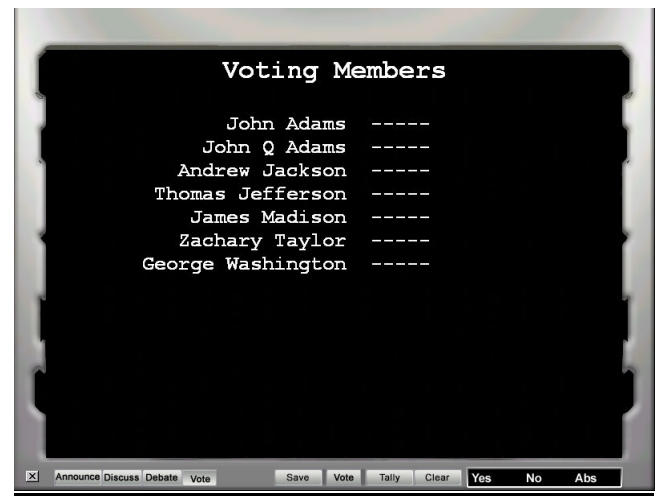 Voting Members
John Adams -----
John Q Adams -----
Andrew Jackson -----
Thomas Jefferson -----
James Madison -----
Zachary Taylor -----
George Washington -----
X Announce Discuss Debate Vote Save Vote Tally Clear Yes No Abs